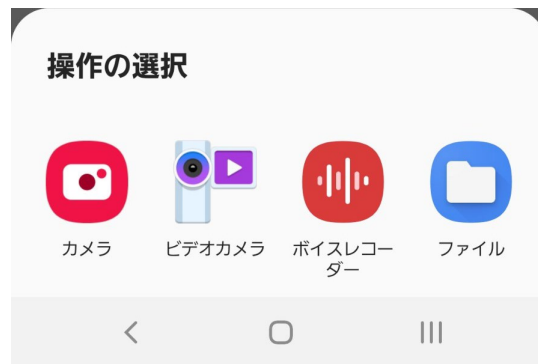 操作の選択
カメラ
ビデオカメラ
ボイスレコー
ダー
ファイル